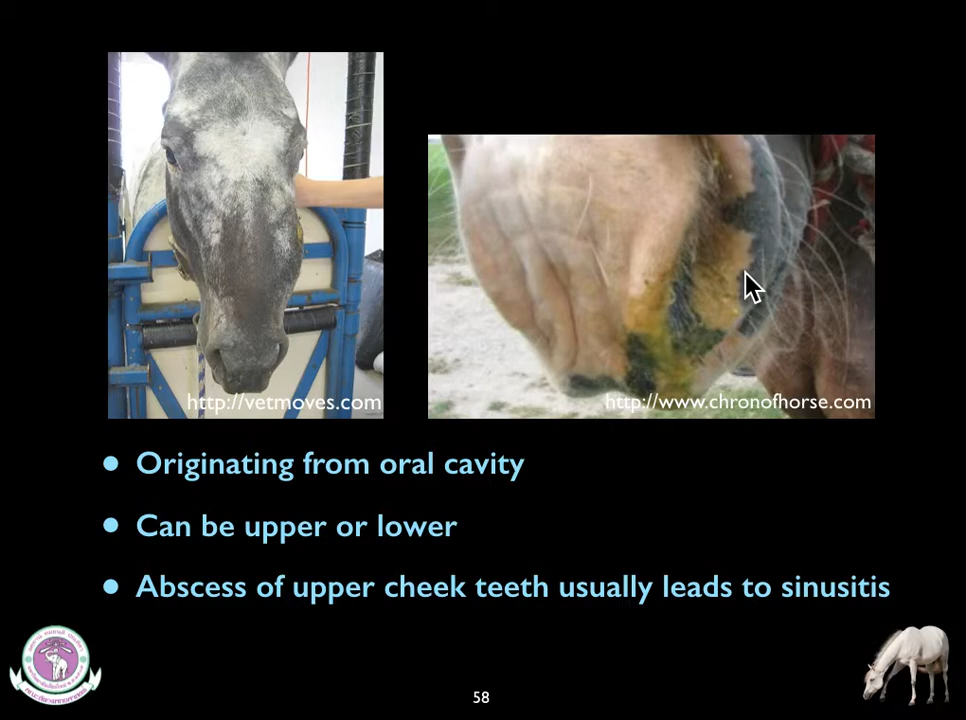 http://vetmoves.com
http://www.chronofhorse.com
• Originating from oral cavity
• Can be upper or lower
• Abscess of upper cheek teeth usually leads to sinusitis
58